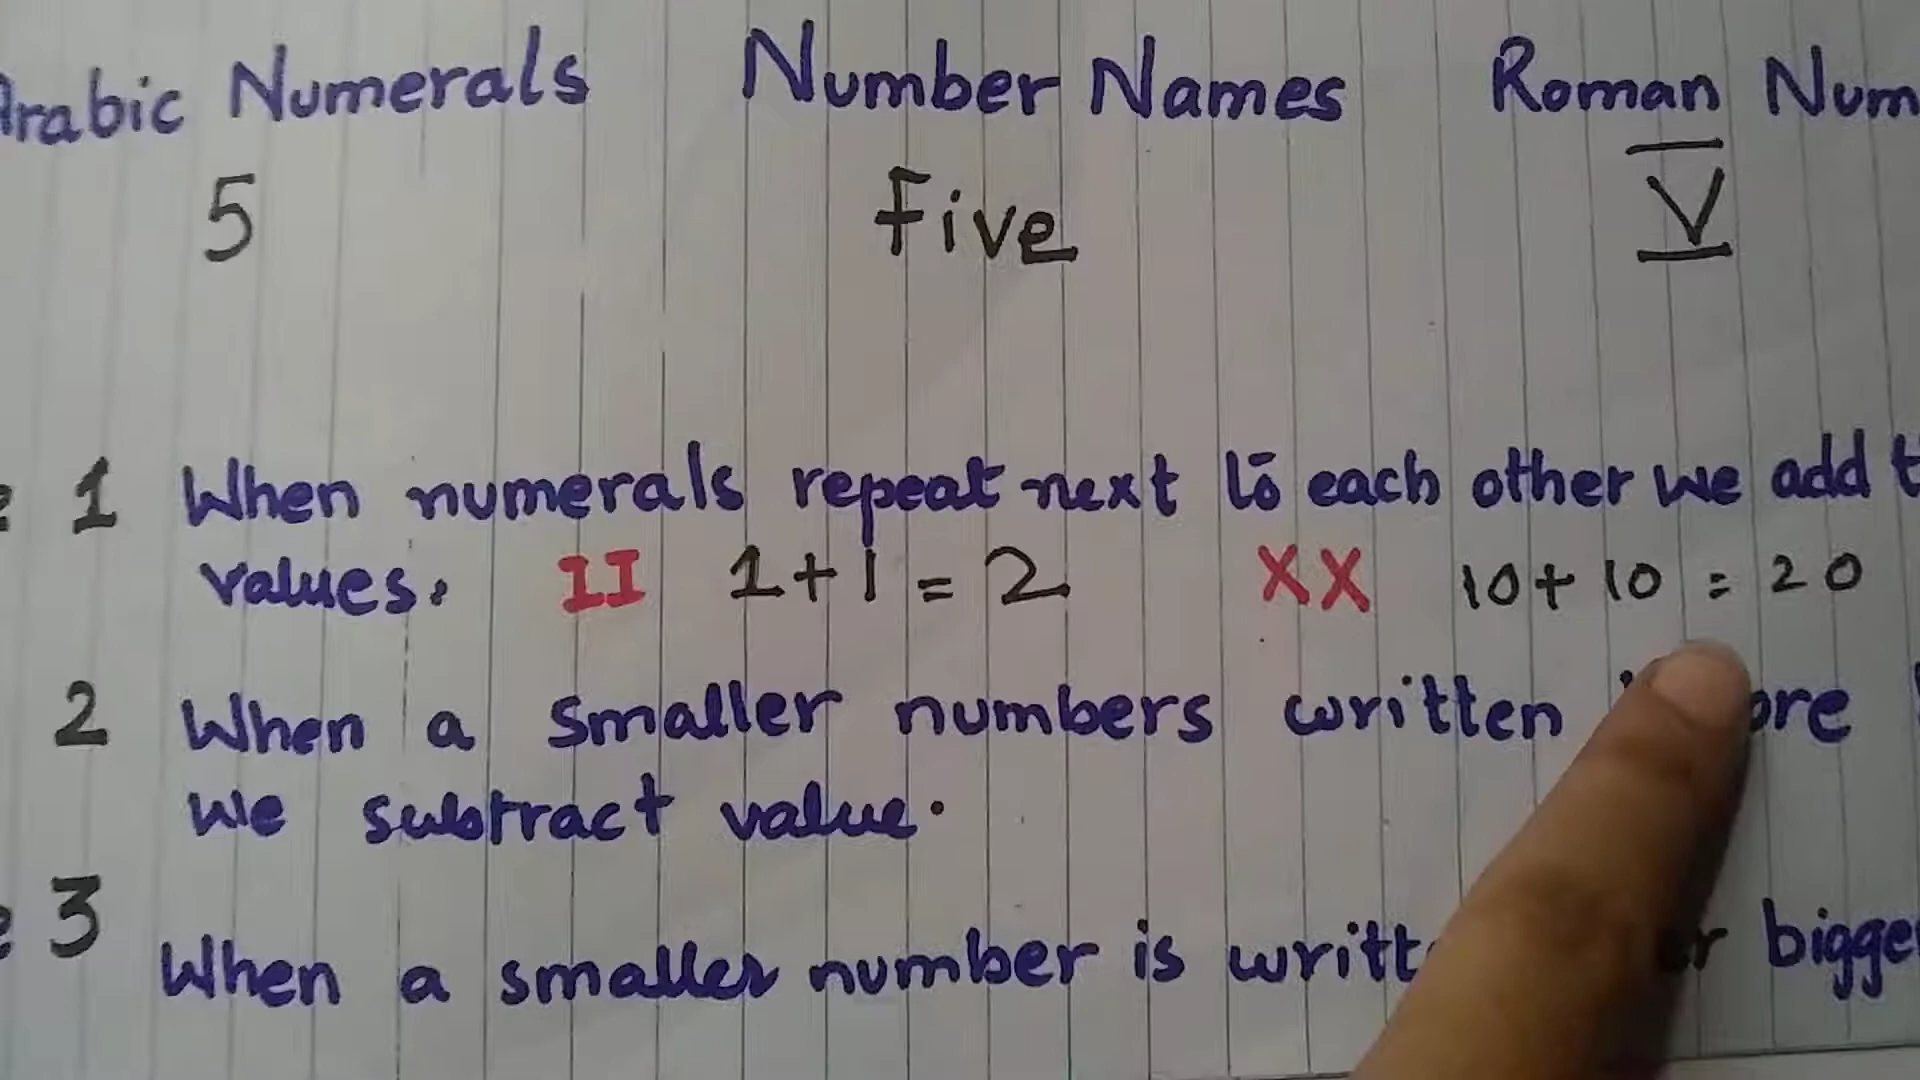 Arabic Numerals Number Names Roman Num
5 Five V
1 When numerals repeat next to each other we add t
values. II 1+1 = 2 XX 10+10 = 20
2 When a smaller numbers written
we subtract value.
3 When a smaller number is writt bigge